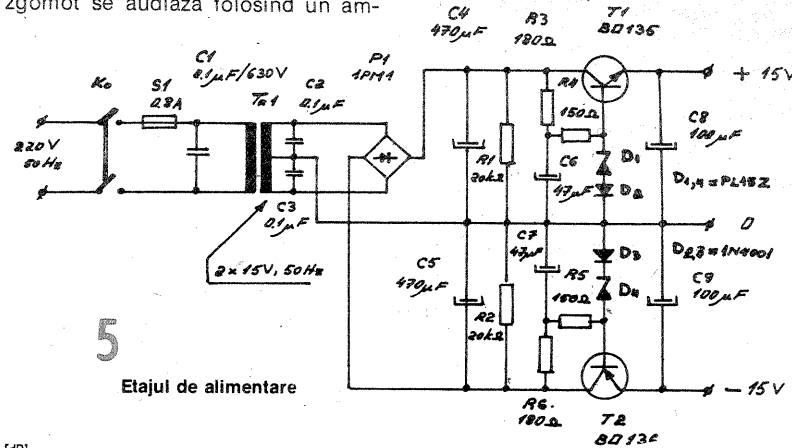 zgomot se audiază folosind un am-
C4
470µF
R3
180Ω
T1
BD135
C1
0,1µF/630V
P1
1PM1
+ 15V
K0
S1
0,8A
Tr1
C2
0,1µF
R4
150Ω
C8
100µF
220V
50Hz
R1
20kΩ
C6
47µF
D1
D2
D1,4=PL15Z
C3
0,1µF
0
2x15V, 50Hz
C5
470µF
C7
47µF
D3
D2,3=1N4001
R5
150Ω
D4
C9
100µF
R2
20kΩ
5
Etajul de alimentare
- 15V
R6.
180Ω
T2
BD136
[dB]